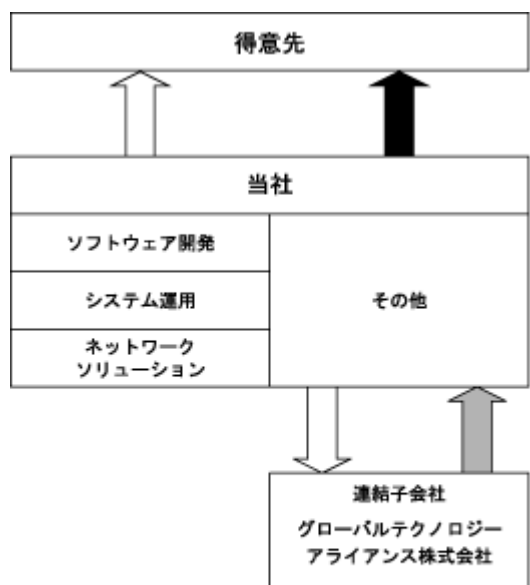 得意先
当社
ソフトウェア開発
システム運用
ネットワーク
ソリューション
その他
連結子会社
グローバルテクノロジー
アライアンス株式会社